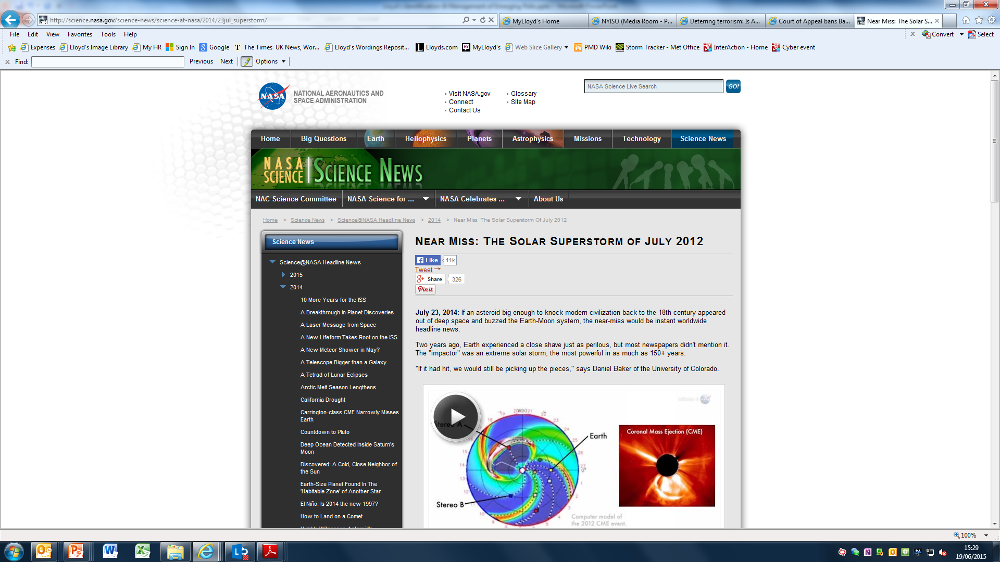 http://science.nasa.gov/science-news/science-at-nasa/2014/23jul_superstorm/
MyLloyd's Home
NYISO (Media Room - P...
Deterring terrorism: Is A...
Court of Appeal bans Ba...
Near Miss: The Solar S...
File Edit View Favorites Tools Help
Convert
Select
Expenses
Lloyd's Image Library
My HR
Sign In
Google
The Times UK News, Wor...
Lloyd's Wordings Reposit...
Lloyds.com
MyLloyd's
Web Slice Gallery
PMD Wiki
Storm Tracker - Met Office
InterAction - Home
Cyber event
Find:
Previous Next Options
NASA
NATIONAL AERONAUTICS AND
SPACE ADMINISTRATION
Visit NASA.gov
Connect
Contact Us
Glossary
Site Map
NASA Science Live Search
GO!
Home
Big Questions
Earth
Heliophysics
Planets
Astrophysics
Missions
Technology
Science News
NASA
SCIENCE
SCIENCE NEWS
NAC Science Committee
NASA Science for ...
NASA Celebrates ...
About Us
Home > Science News > Science@NASA Headline News > 2014 > Near Miss: The Solar Superstorm Of July 2012
Science News
Science@NASA Headline News
2015
2014
10 More Years for the ISS
A Breakthrough in Planet Discoveries
A Laser Message from Space
A New Lifeform Takes Root on the ISS
A New Meteor Shower in May?
A Telescope Bigger than a Galaxy
A Tetrad of Lunar Eclipses
Arctic Melt Season Lengthens
California Drought
Carrington-class CME Narrowly Misses
Earth
Countdown to Pluto
Deep Ocean Detected Inside Saturn's
Moon
Discovered: A Cold, Close Neighbor of
the Sun
Earth-Size Planet Found In The
'Habitable Zone' of Another Star
El Niño: Is 2014 the new 1997?
How to Land on a Comet
NEAR MISS: THE SOLAR SUPERSTORM OF JULY 2012
Like 11k
Tweet
g+ Share 326
Pin it
July 23, 2014: If an asteroid big enough to knock modern civilization back to the 18th century appeared
out of deep space and buzzed the Earth-Moon system, the near-miss would be instant worldwide
headline news.
Two years ago, Earth experienced a close shave just as perilous, but most newspapers didn't mention it.
The "impactor" was an extreme solar storm, the most powerful in as much as 150+ years.
"If it had hit, we would still be picking up the pieces," says Daniel Baker of the University of Colorado.
Stereo A
Earth
Stereo B
Coronal Mass Ejection (CME)
Computer model of
the 2012 CME event.
100%
15:29
19/06/2015